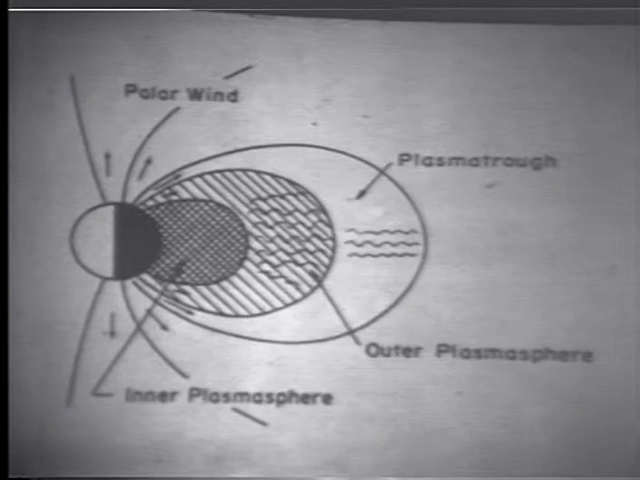 Polar Wind
Plasmatrough
Outer Plasmasphere
Inner Plasmasphere